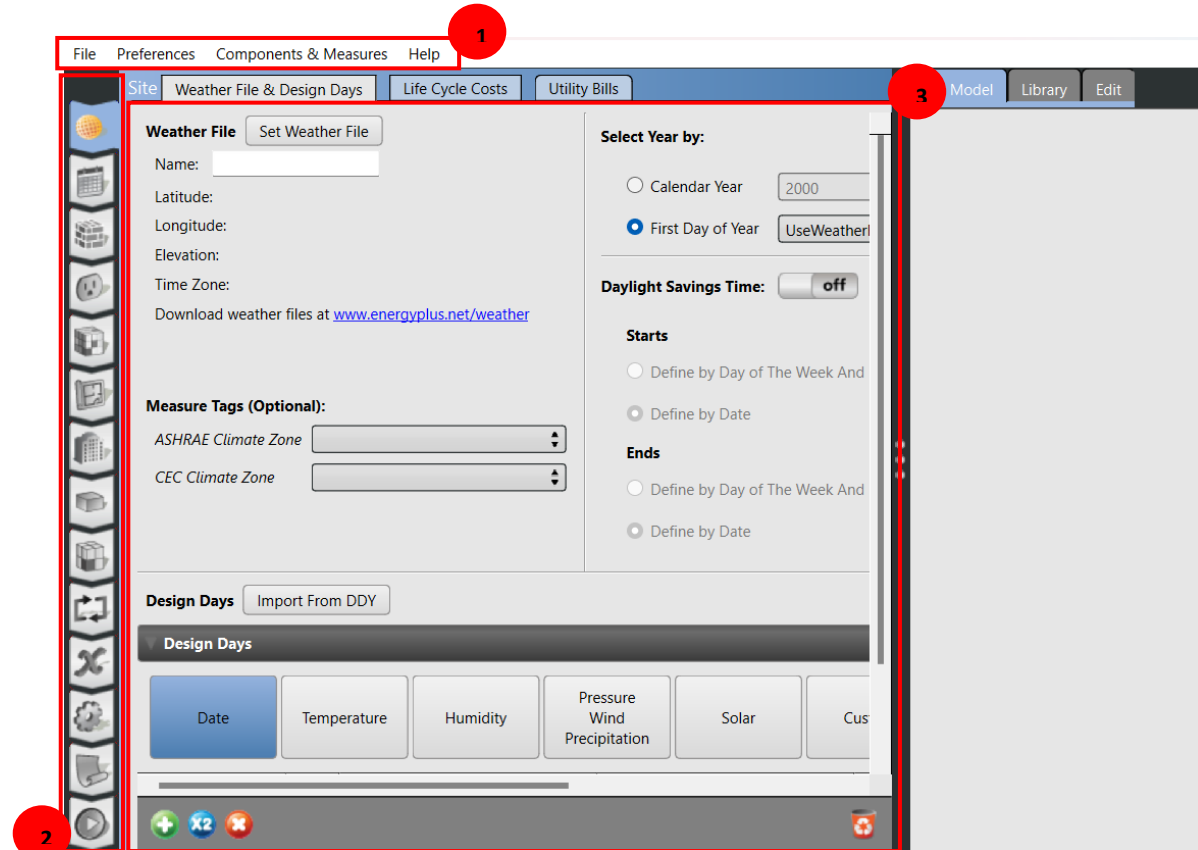 1
File Preferences Components & Measures Help
Site Weather File & Design Days Life Cycle Costs Utility Bills
3
Model Library Edit
Weather File Set Weather File
Name:
Latitude:
Longitude:
Elevation:
Time Zone:
Download weather files at www.energyplus.net/weather
Measure Tags (Optional):
ASHRAE Climate Zone
CEC Climate Zone
Select Year by:
Calendar Year 2000
First Day of Year UseWeather
Daylight Savings Time: off
Starts
Define by Day of The Week And
Define by Date
Ends
Define by Day of The Week And
Define by Date
Design Days Import From DDY
Design Days
Date
Temperature
Humidity
Pressure
Wind
Precipitation
Solar
Cus
X2
2